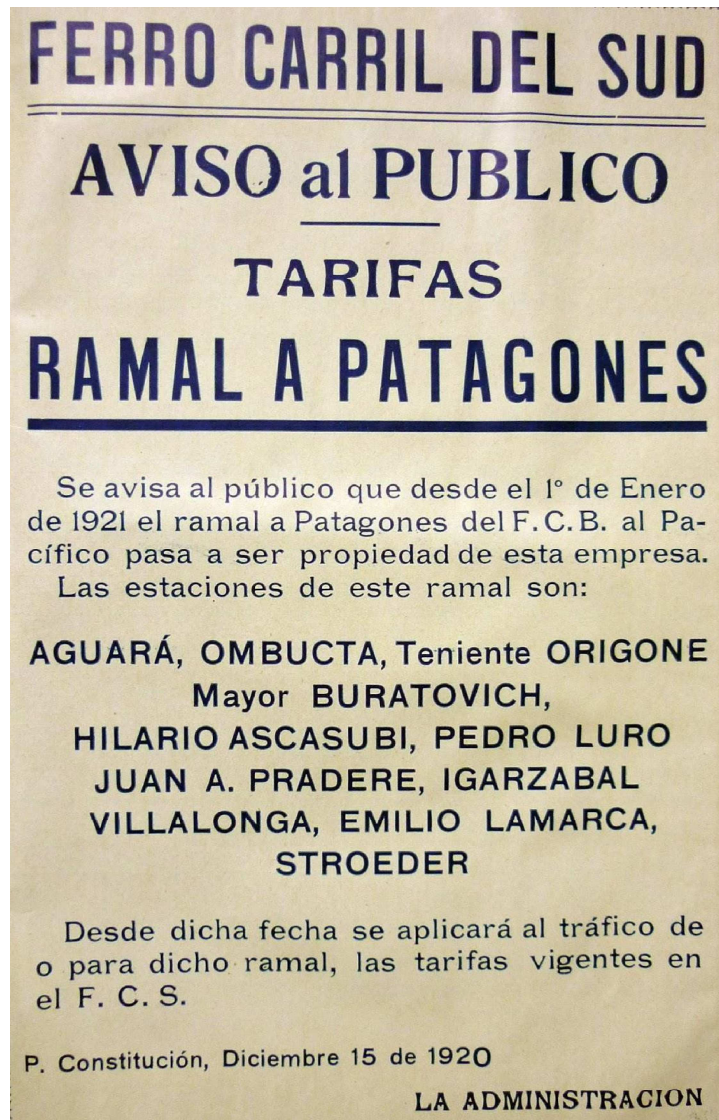 FERRO CARRIL DEL SUD
AVISO al PUBLICO
TARIFAS
RAMAL A PATAGONES
Se avisa al público que desde el 1° de Enero
de 1921 el ramal a Patagones del F. C. B. al Pa-
cífico pasa a ser propiedad de esta empresa.
Las estaciones de este ramal son:
AGUARÁ, OMBUCTA, Teniente ORIGONE
Mayor BURATOVICH,
HILARIO ASCASUBI, PEDRO LURO
JUAN A. PRADERE, IGARZABAL
VILLALONGA, EMILIO LAMARCA,
STROEDER
Desde dicha fecha se aplicará al tráfico de
o para dicho ramal, las tarifas vigentes en
el F. C. S.
P. Constitución, Diciembre 15 de 1920
LA ADMINISTRACION